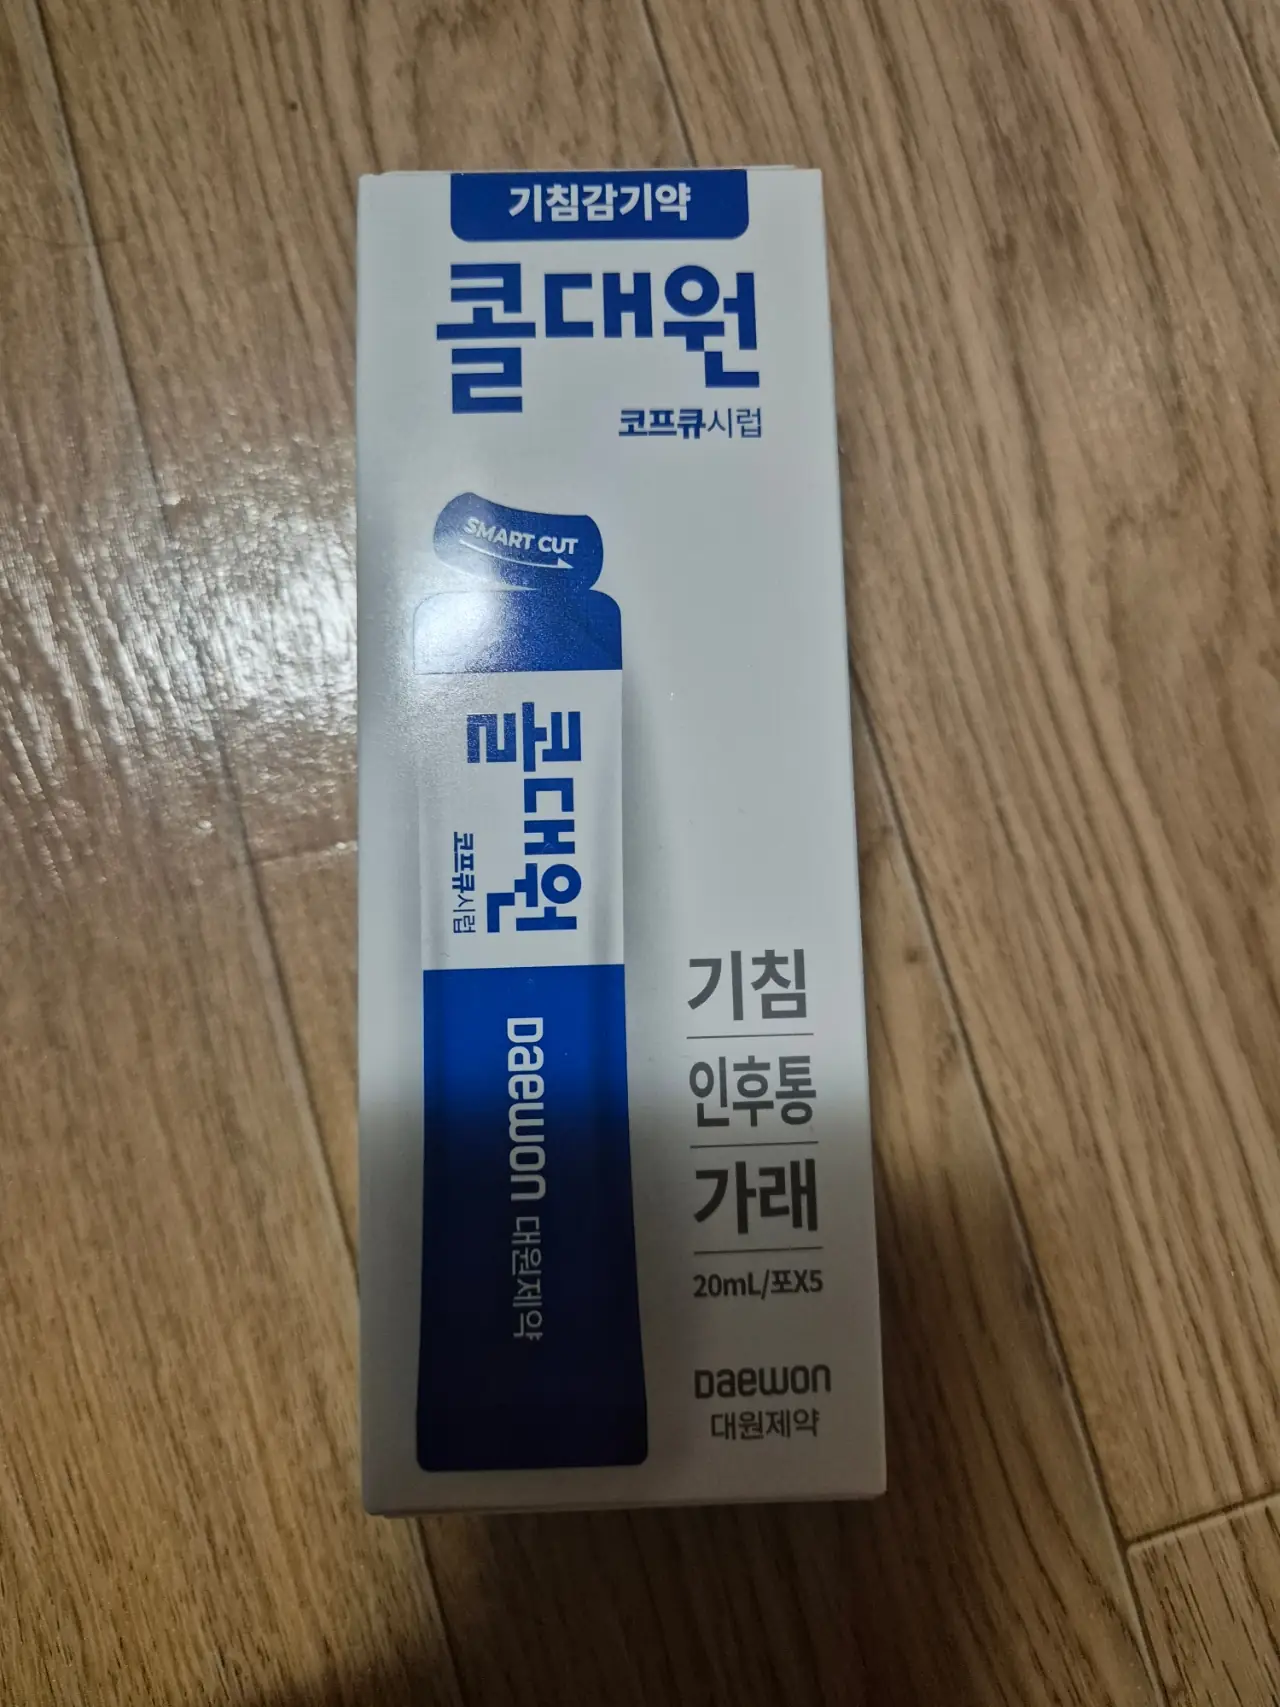 기침감기약
콜대원
코프큐시럽
SMART CUT
콜대원
코프큐시럽
Daewon 대원제약
기침
인후통
가래
20mL/포X5
Daewon
대원제약